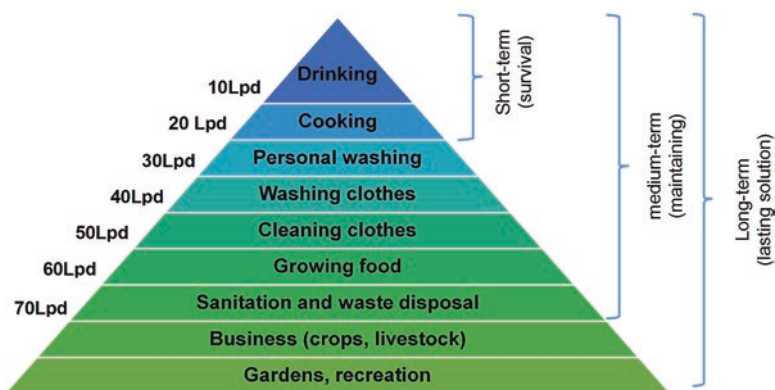 Drinking
10Lpd
Cooking
20 Lpd
Personal washing
30Lpd
Washing clothes
40Lpd
Cleaning clothes
50Lpd
Growing food
60Lpd
Sanitation and waste disposal
70Lpd
Business (crops, livestock)
Gardens, recreation
Short-term
(survival)
medium-term
(maintaining)
Long-term
(lasting solution)